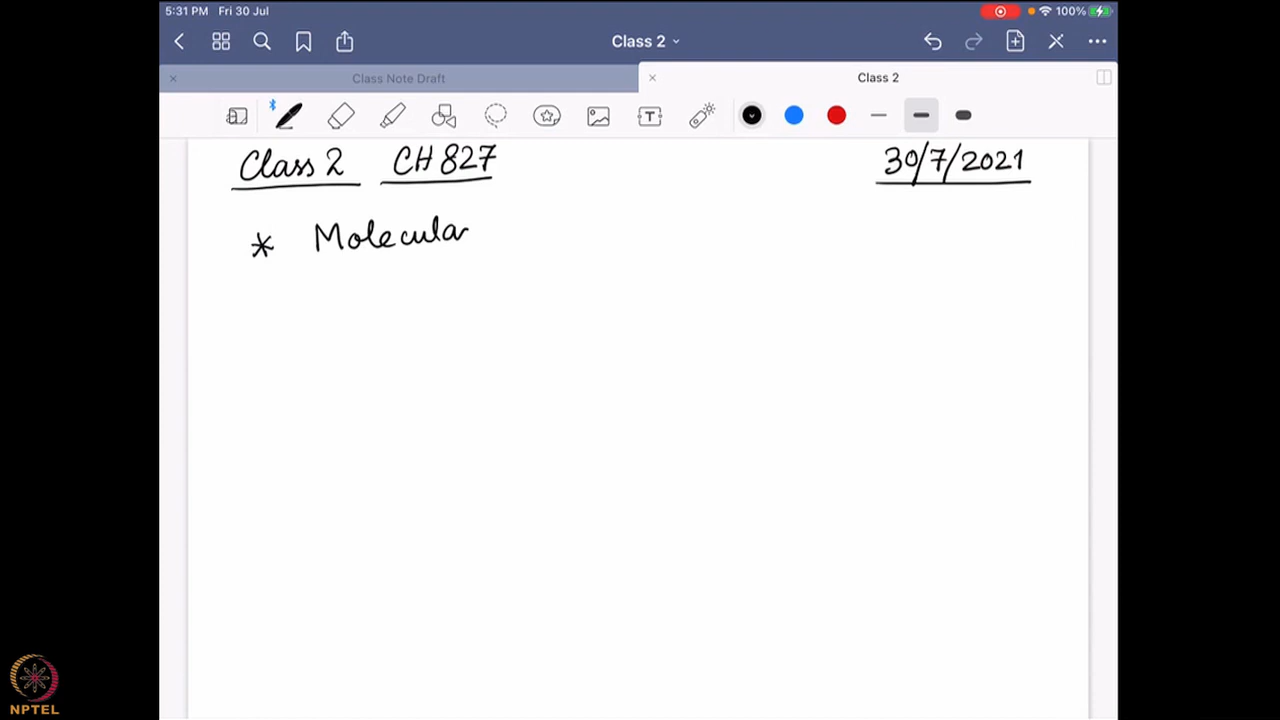 5:31 PM Fri 30 Jul 100%
Class 2
Class Note Draft Class 2
T
Class 2 CH 827 30/7/2021
* Molecular
NPTEL